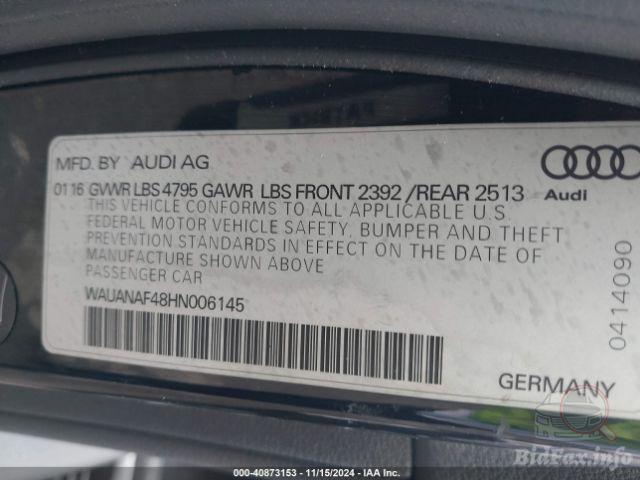 MFD. BY AUDI AG
Audi
01 16 GVWR LBS 4795 GAWR LBS FRONT 2392 /REAR 2513
THIS VEHICLE CONFORMS TO ALL APPLICABLE U.S.
FEDERAL MOTOR VEHICLE SAFETY, BUMPER AND THEFT
PREVENTION STANDARDS IN EFFECT ON THE DATE OF
MANUFACTURE SHOWN ABOVE
PASSENGER CAR
WAUANAF48HN006145
0414090
GERMANY
BidFax.info
000-40873153 — 11/15/2024 — IAA Inc.